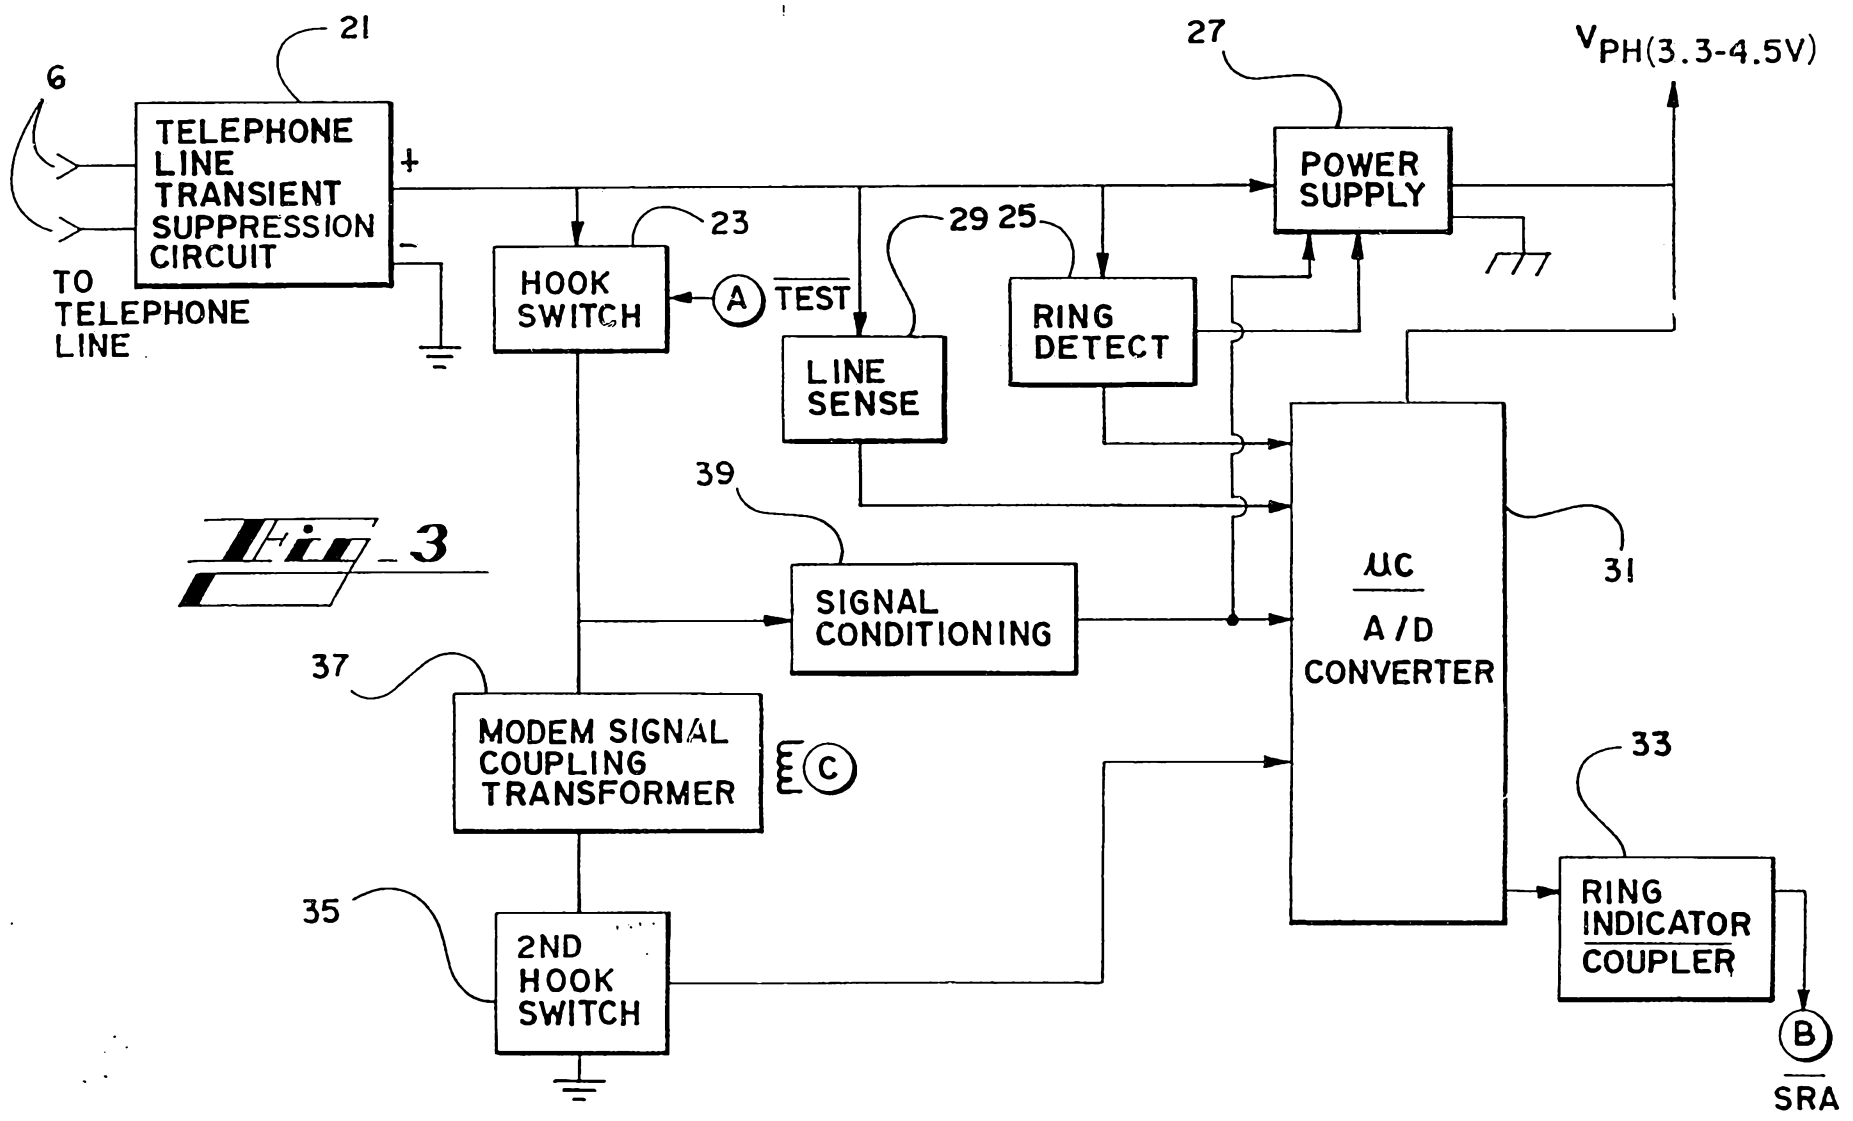 21
27
V PH(3.3-4.5V)
6
TELEPHONE
LINE
TRANSIENT
SUPPRESSION
CIRCUIT
+
-
POWER
SUPPLY
TO
TELEPHONE
LINE
23
29
25
HOOK
SWITCH
A
TEST
RING
DETECT
LINE
SENSE
39
Fig_3
31
μC
A/D
CONVERTER
SIGNAL
CONDITIONING
37
MODEM SIGNAL
COUPLING
TRANSFORMER
C
33
35
2ND
HOOK
SWITCH
RING
INDICATOR
COUPLER
B
SRA